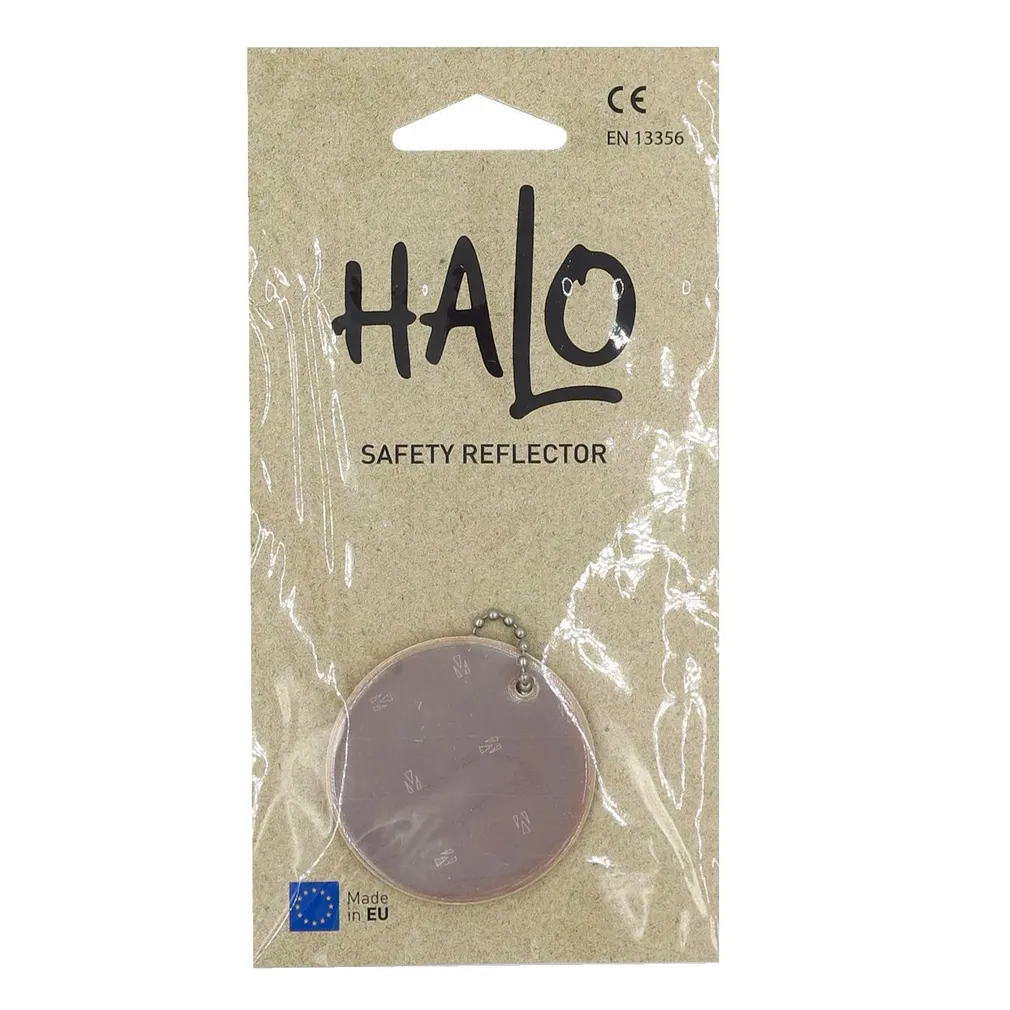 CE
EN 13356
HALO
SAFETY REFLECTOR
Made
in EU